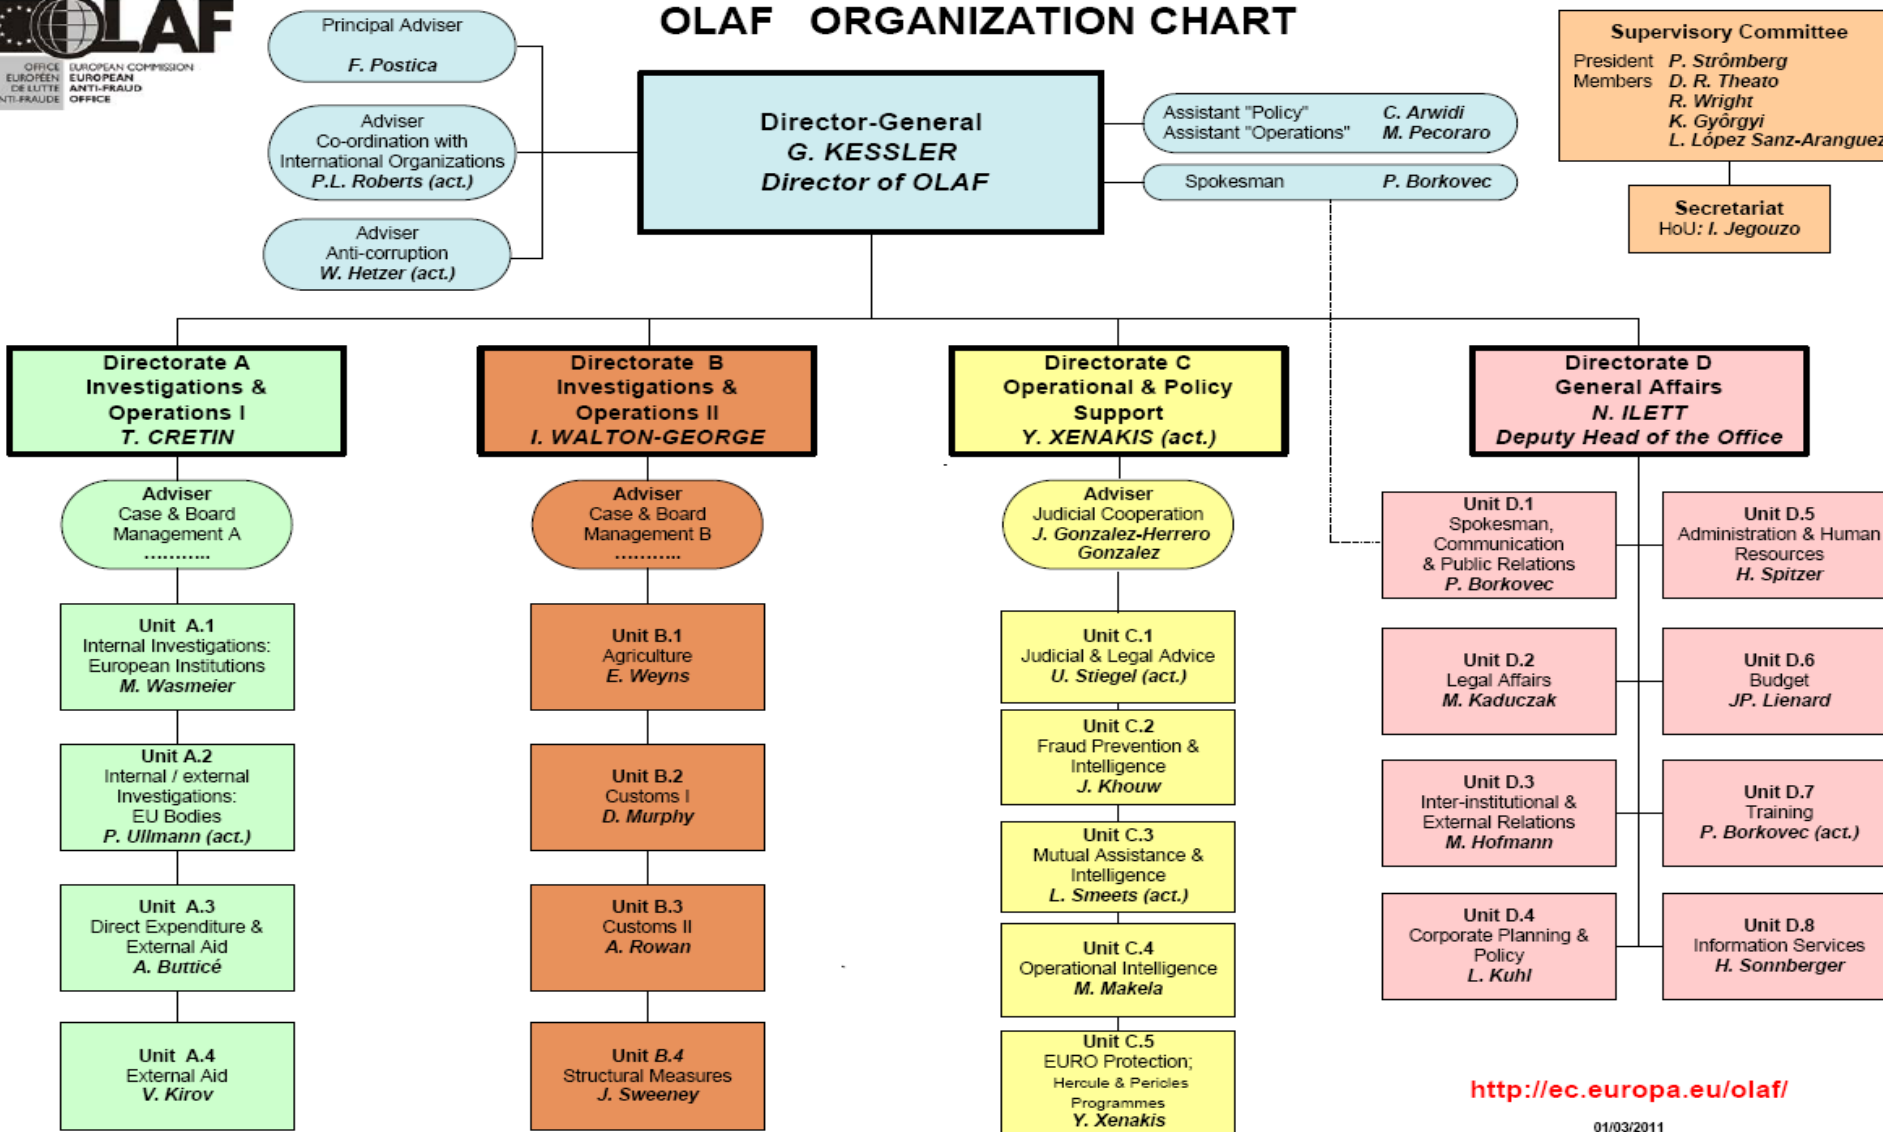 OLAF
OFFICE
EUROPÉEN
DE LUTTE
ANTI-FRAUDE
EUROPEAN COMMISSION
EUROPEAN
ANTI-FRAUD
OFFICE
OLAF ORGANIZATION CHART
Principal Adviser
F. Postica
Adviser
Co-ordination with
International Organizations
P.L. Roberts (act.)
Adviser
Anti-corruption
W. Hetzer (act.)
Director-General
G. KESSLER
Director of OLAF
Assistant "Policy" C. Arwidi
Assistant "Operations" M. Pecoraro
Spokesman P. Borkovec
Supervisory Committee
President P. Strômberg
Members D. R. Theato
R. Wright
K. Gyôrgyi
L. López Sanz-Aranguez
Secretariat
HoU: I. Jegouzo
Directorate A
Investigations &
Operations I
T. CRETIN
Adviser
Case & Board
Management A
...........
Unit A.1
Internal Investigations:
European Institutions
M. Wasmeier
Unit A.2
Internal / external
Investigations:
EU Bodies
P. Ullmann (act.)
Unit A.3
Direct Expenditure &
External Aid
A. Butticé
Unit A.4
External Aid
V. Kirov
Directorate B
Investigations &
Operations II
I. WALTON-GEORGE
Adviser
Case & Board
Management B
...........
Unit B.1
Agriculture
E. Weyns
Unit B.2
Customs I
D. Murphy
Unit B.3
Customs II
A. Rowan
Unit B.4
Structural Measures
J. Sweeney
Directorate C
Operational & Policy
Support
Y. XENAKIS (act.)
Adviser
Judicial Cooperation
J. Gonzalez-Herrero
Gonzalez
Unit C.1
Judicial & Legal Advice
U. Stiegel (act.)
Unit C.2
Fraud Prevention &
Intelligence
J. Khouw
Unit C.3
Mutual Assistance &
Intelligence
L. Smeets (act.)
Unit C.4
Operational Intelligence
M. Makela
Unit C.5
EURO Protection;
Hercule & Pericles
Programmes
Y. Xenakis
Directorate D
General Affairs
N. ILETT
Deputy Head of the Office
Unit D.1
Spokesman,
Communication
& Public Relations
P. Borkovec
Unit D.2
Legal Affairs
M. Kaduczak
Unit D.3
Inter-institutional &
External Relations
M. Hofmann
Unit D.4
Corporate Planning &
Policy
L. Kuhl
Unit D.5
Administration & Human
Resources
H. Spitzer
Unit D.6
Budget
JP. Lienard
Unit D.7
Training
P. Borkovec (act.)
Unit D.8
Information Services
H. Sonnberger
http://ec.europa.eu/olaf/
01/03/2011